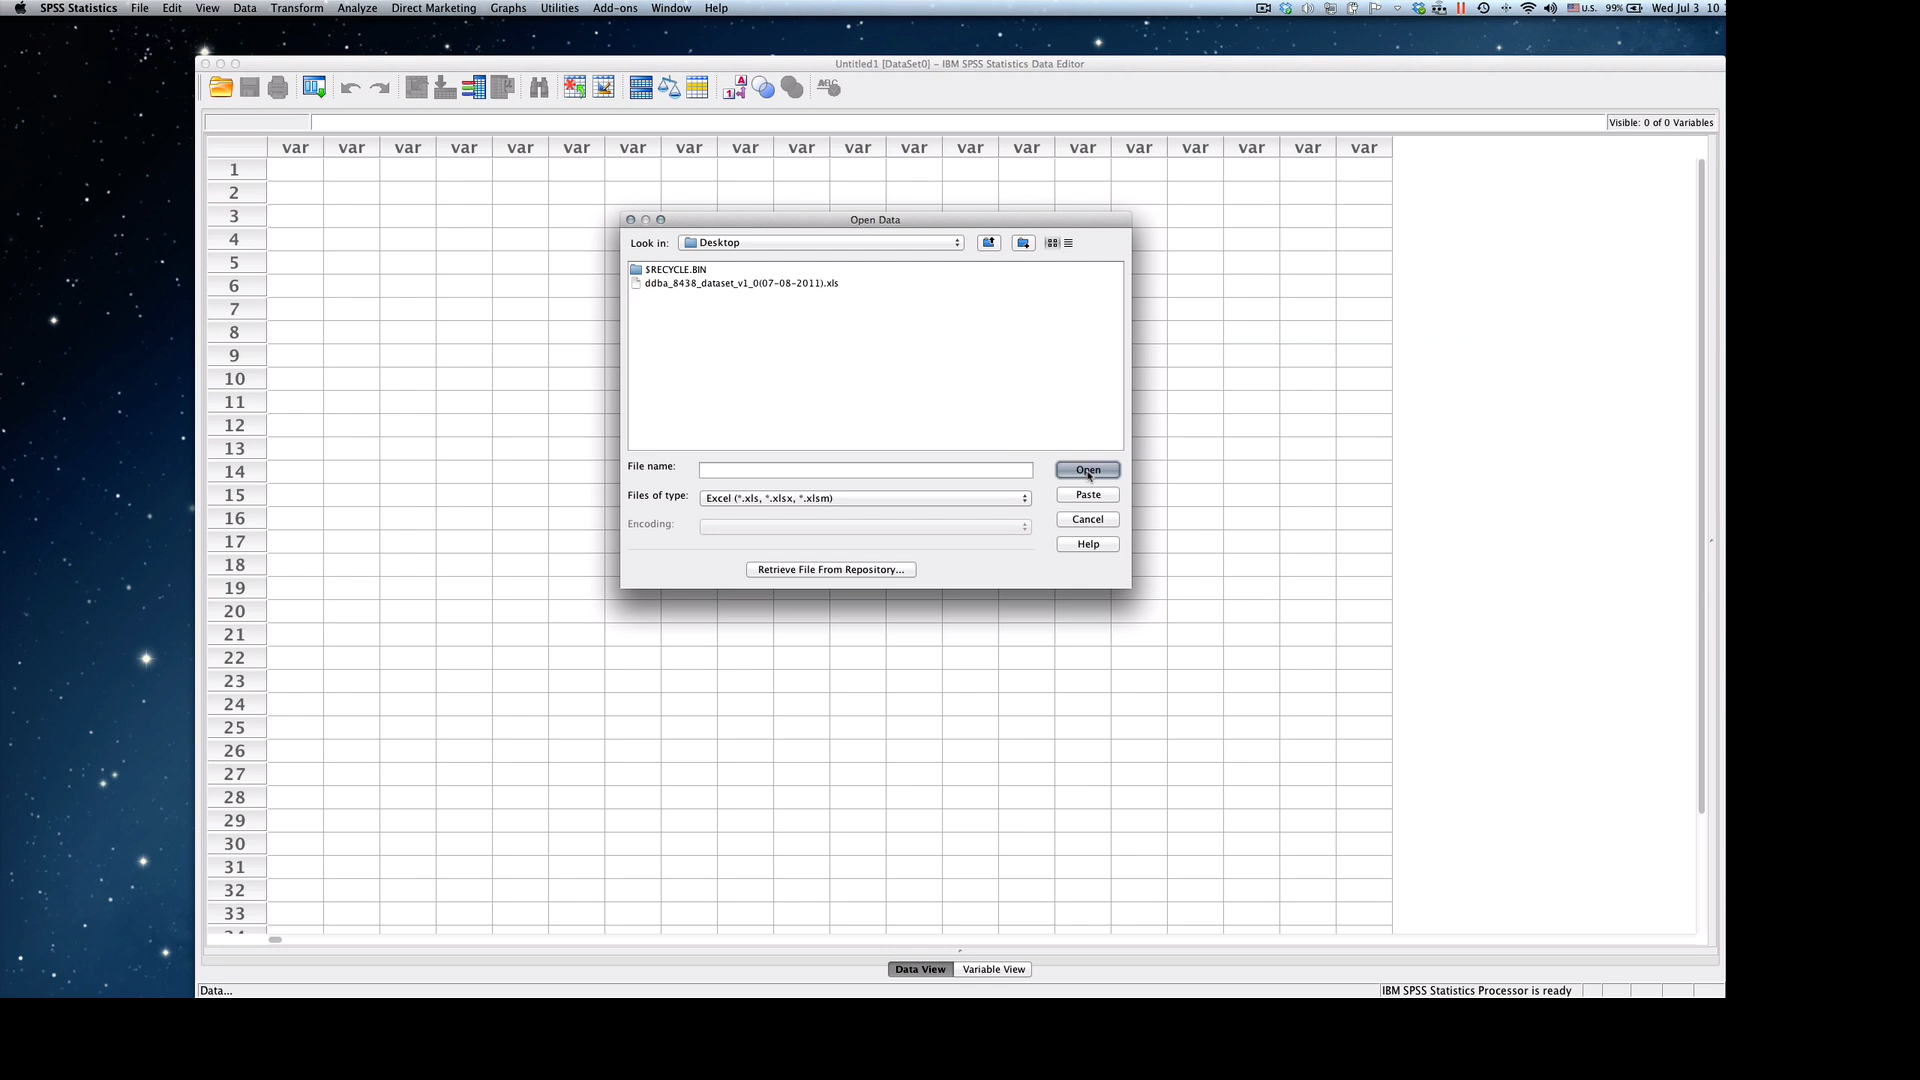 SPSS Statistics File Edit View Data Transform Analyze Direct Marketing Graphs Utilities Add-ons Window Help U.S. 99% Wed Jul 3 10
Untitled1 [DataSet0] – IBM SPSS Statistics Data Editor
A
1 ABC
Visible: 0 of 0 Variables
var var var var var var var var var var var var var var var var var var var var
1
2
3
4
5
6
7
8
9
10
11
12
13
14
15
16
17
18
19
20
21
22
23
24
25
26
27
28
29
30
31
32
33
Open Data
Look in: Desktop
$RECYCLE.BIN
ddba_8438_dataset_v1_0(07-08-2011).xls
File name: Open
Files of type: Excel (*.xls, *.xlsx, *.xlsm) Paste
Encoding: Cancel
Help
Retrieve File From Repository...
Data View Variable View
Data... IBM SPSS Statistics Processor is ready